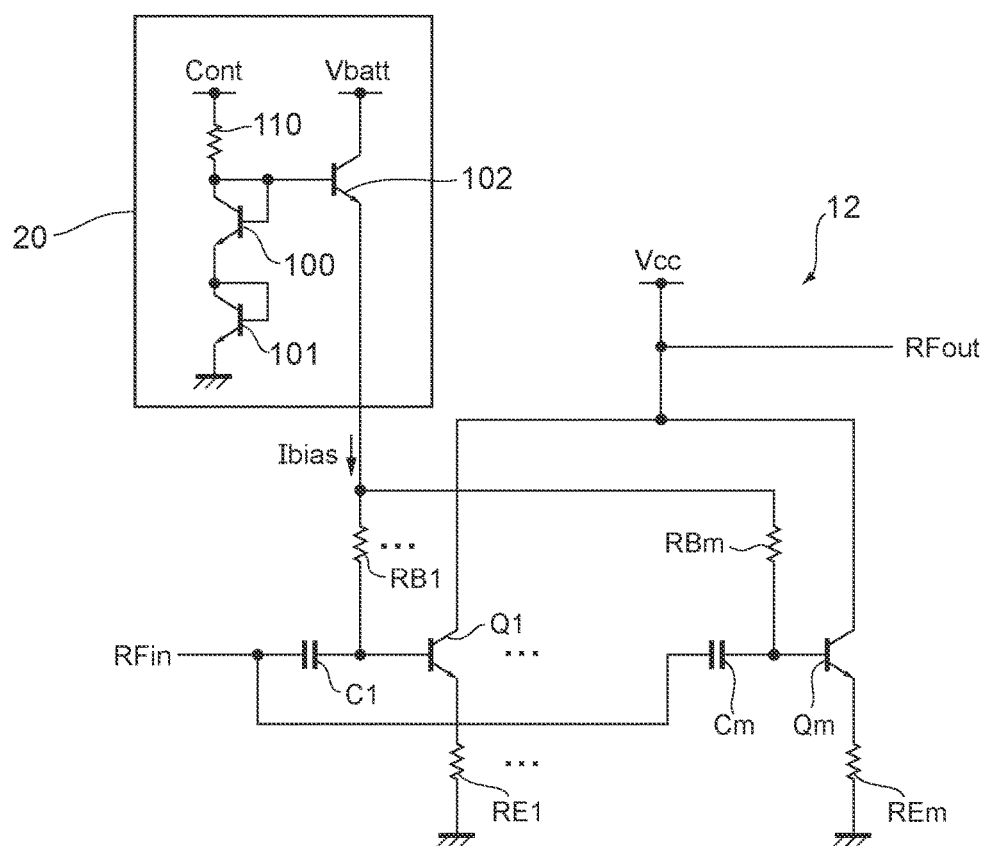 Cont
Vbatt
110
102
20
100
101
12
Vcc
RFout
Ibias
...
RB1
RBm
RFin
C1
Q1
...
Cm
Qm
...
RE1
REm